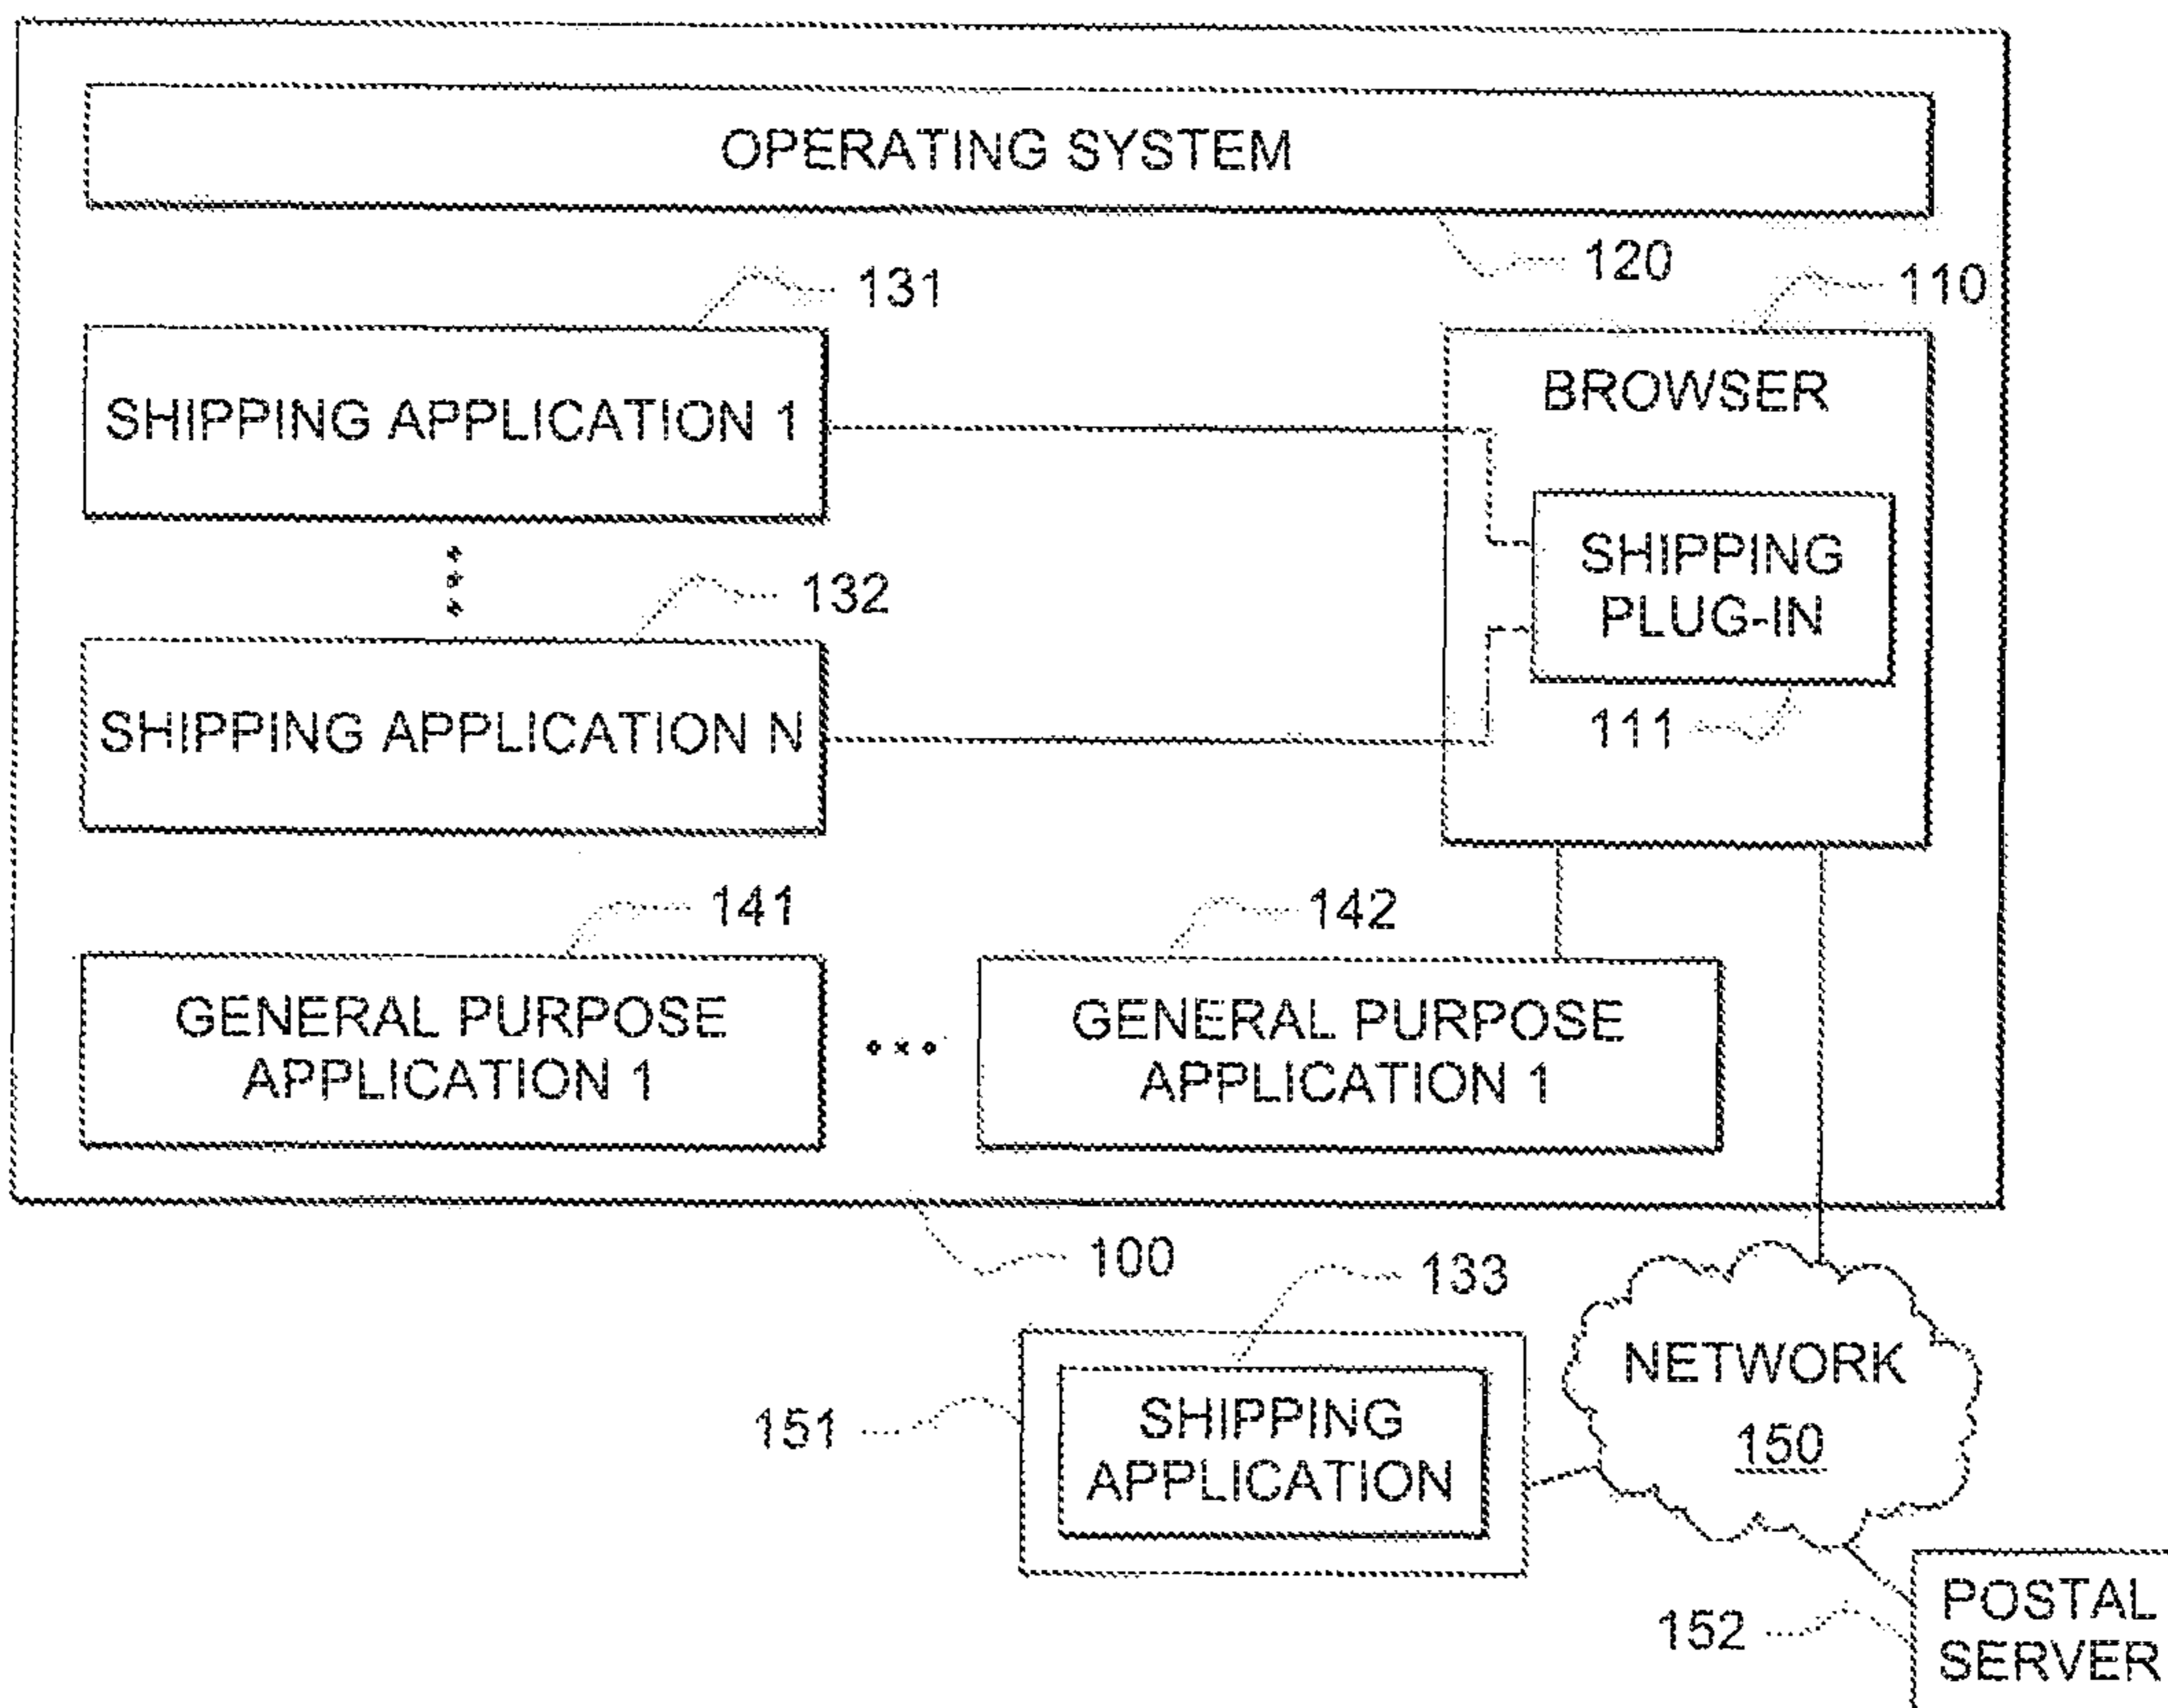 OPERATING SYSTEM
120
131
110
SHIPPING APPLICATION 1
BROWSER
SHIPPING
PLUG-IN
111
132
SHIPPING APPLICATION N
141
142
GENERAL PURPOSE
APPLICATION 1
GENERAL PURPOSE
APPLICATION 1
100
133
NETWORK
150
151
SHIPPING
APPLICATION
152
POSTAL
SERVER